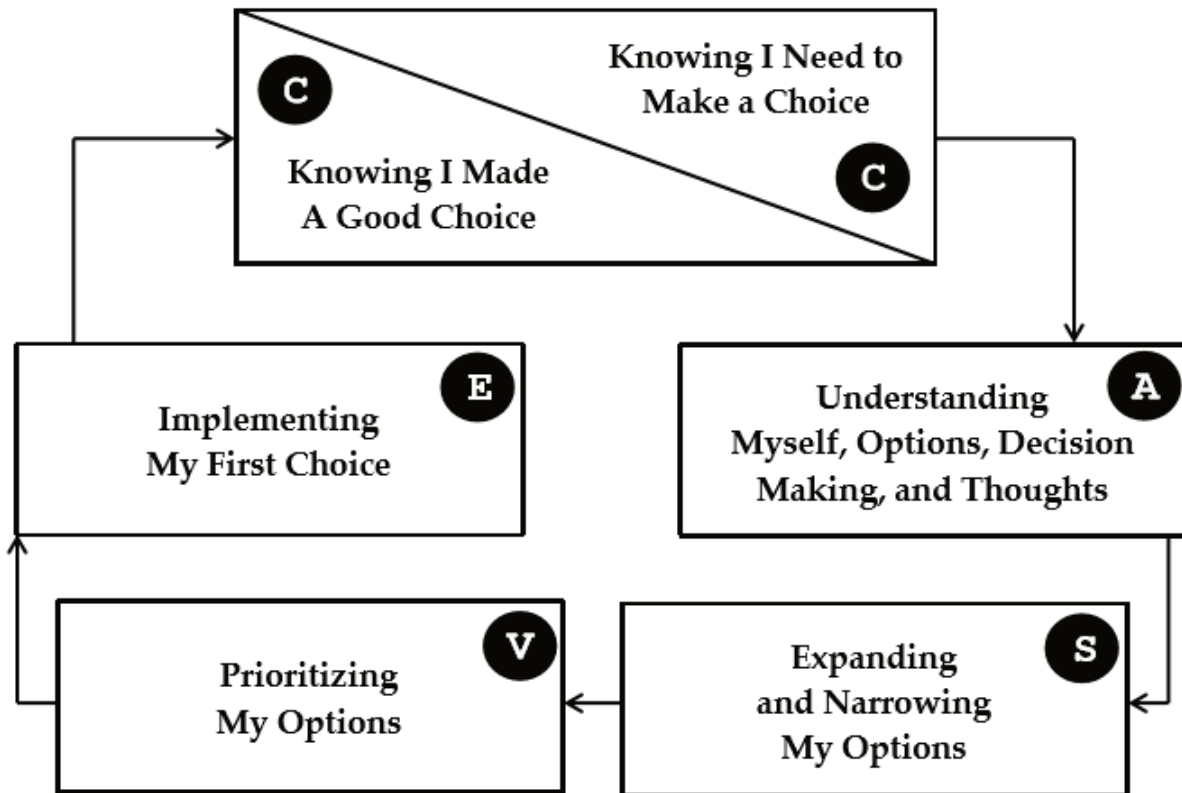 Knowing I Need to
Make a Choice
C
C
Knowing I Made
A Good Choice
A
Understanding
Myself, Options, Decision
Making, and Thoughts
S
Expanding
and Narrowing
My Options
V
Prioritizing
My Options
E
Implementing
My First Choice